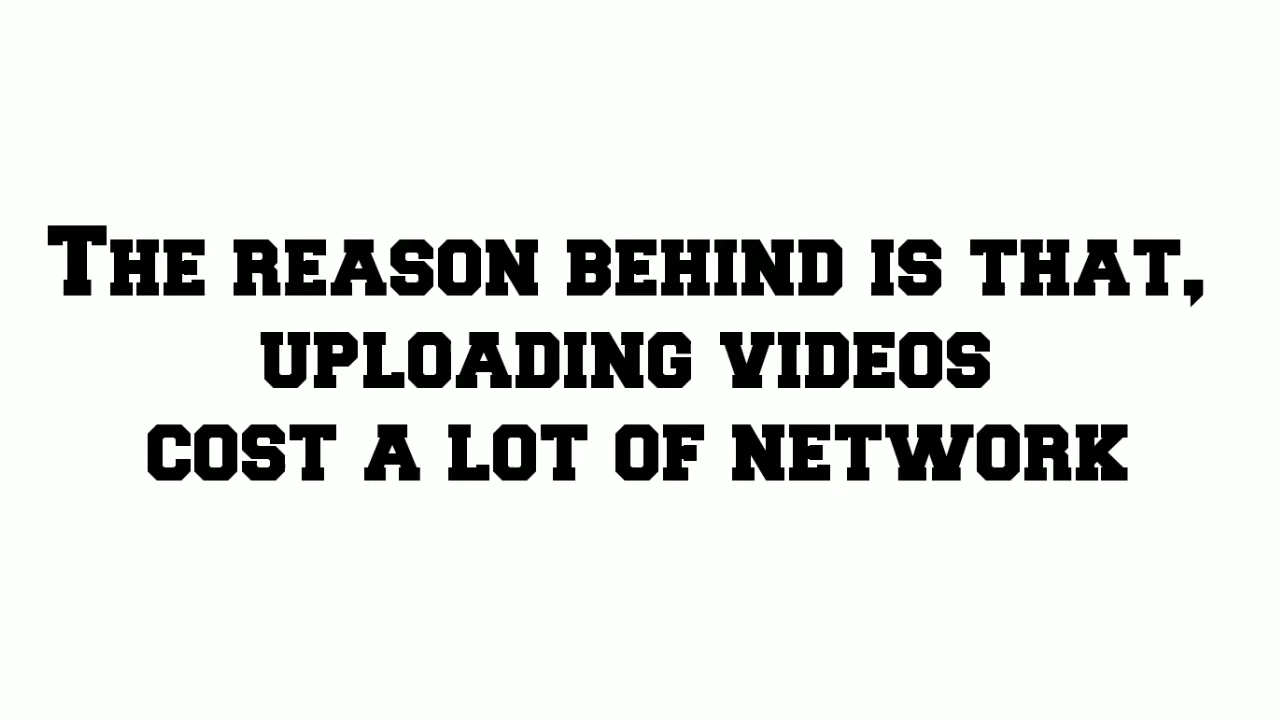 The reason behind is that,
uploading videos
cost a lot of network